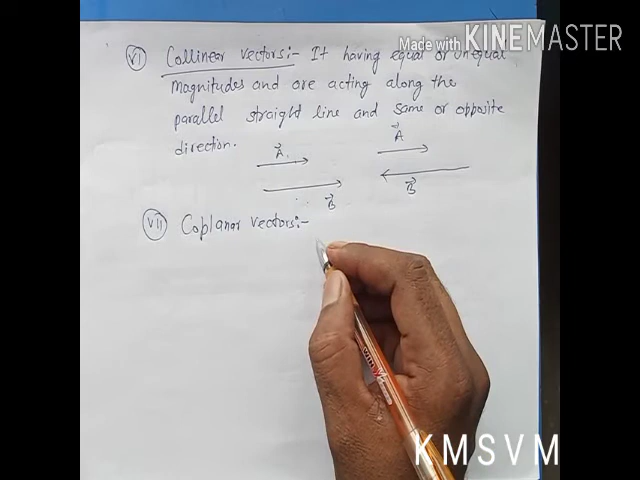 Made with KINEMASTER
VI Collinear vectors:- It having equal or unequal
Magnitudes and are acting along the
parallel straight line and same or opposite
direction.
A A
B B
VII Coplanar vectors:-
K M S V M